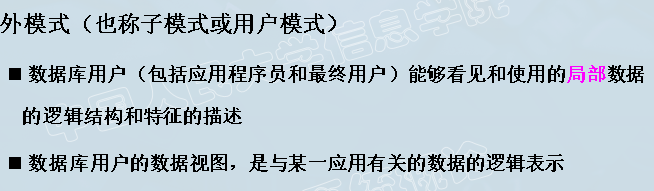 外模式（也称子模式或用户模式）
■ 数据库用户（包括应用程序员和最终用户）能够看见和使用的局部数据
的逻辑结构和特征的描述
■ 数据库用户的数据视图，是与某一应用有关的数据的逻辑表示